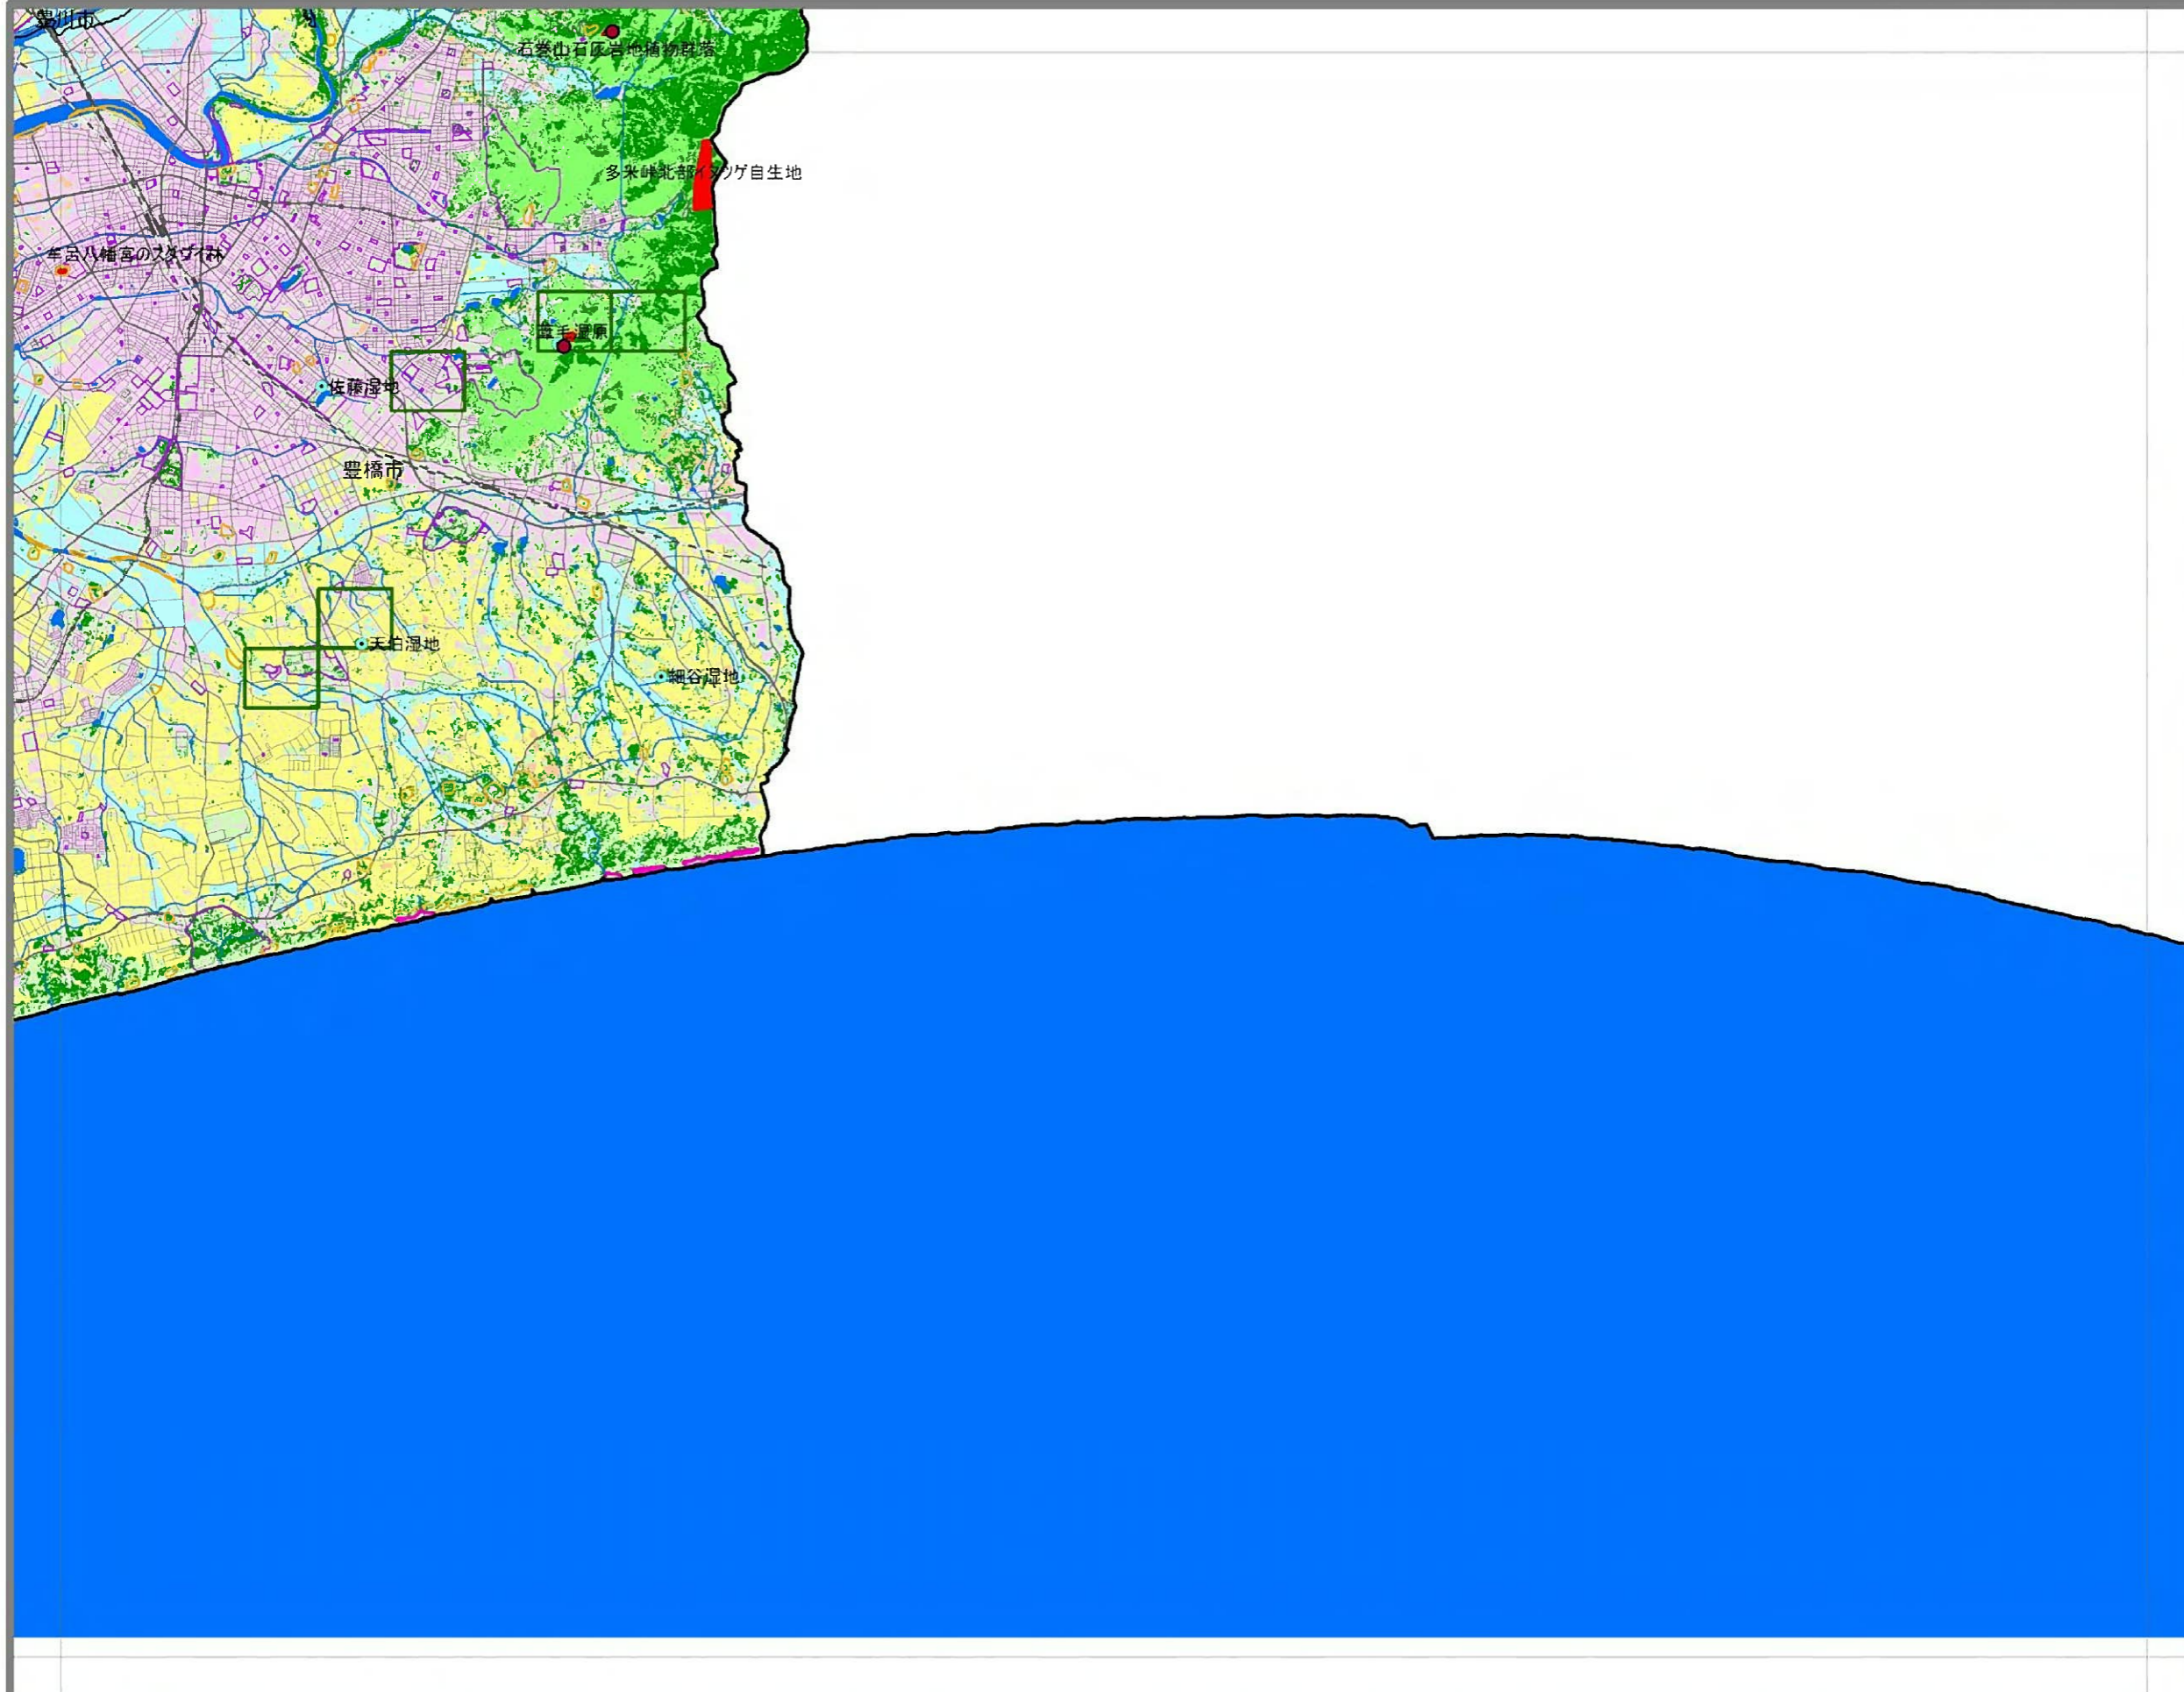 豊川市
石巻山石灰岩地植物群落
多米峠北部イヌツゲ自生地
牟呂八幡宮のスダジイ林
葦毛湿原
佐藤湿地
豊橋市
天伯湿地
細谷湿地